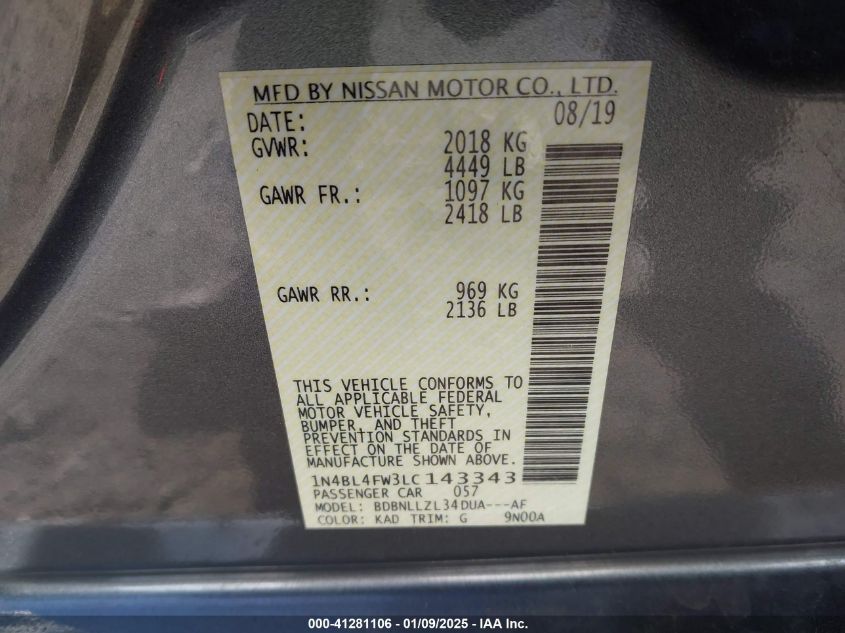 MFD BY NISSAN MOTOR CO., LTD.
DATE: 08/19
GVWR: 2018 KG
4449 LB
GAWR FR.: 1097 KG
2418 LB
GAWR RR.: 969 KG
2136 LB
THIS VEHICLE CONFORMS TO
ALL APPLICABLE FEDERAL
MOTOR VEHICLE SAFETY,
BUMPER, AND THEFT
PREVENTION STANDARDS IN
EFFECT ON THE DATE OF
MANUFACTURE SHOWN ABOVE.
1N4BL4FW3LC143343
PASSENGER CAR 057
MODEL: BDBNLLZL34DUA---AF
COLOR: KAD TRIM: G 9N00A
000-41281106 — 01/09/2025 — IAA Inc.